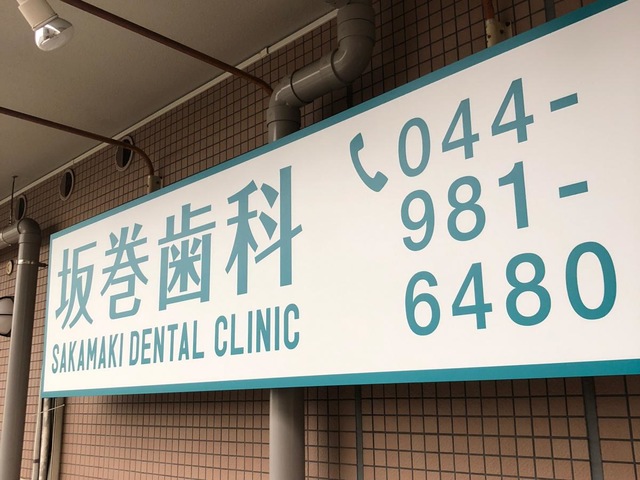 坂巻歯科
SAKAMAKI DENTAL CLINIC
044-
981-
6480